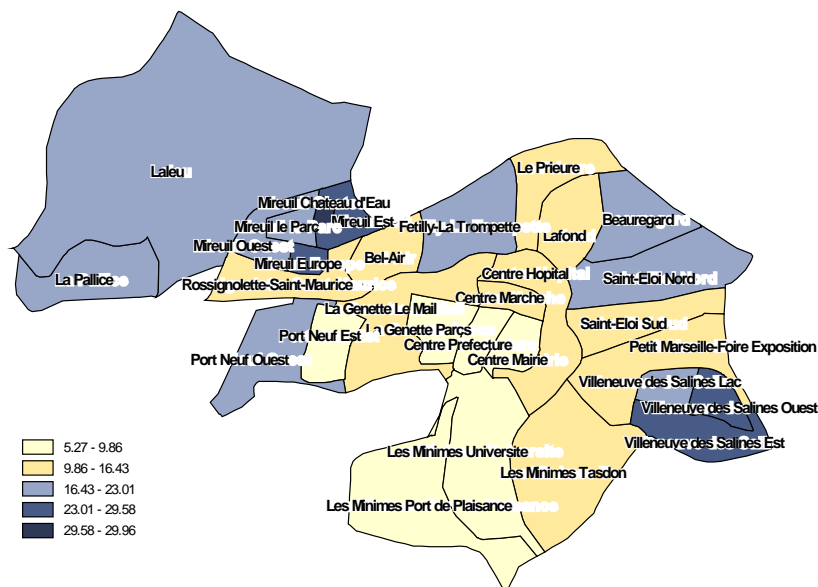 Le Prieure
Laleu
Mireuil Chateau d'Eau
Beauregard
Mireuil Est
Mireuil le Parc
Fetilly-La Trompette
Lafond
Mireuil Ouest
Bel-Air
Mireuil Europe
Centre Hopital
La Pallice
Saint-Eloi Nord
Rossignolette-Saint-Maurice
Centre Marche
La Genette Le Mail
Saint-Eloi Sud
La Genette Parcs
Port Neuf Est
Centre Prefecture
Petit Marseille-Foire Exposition
Port Neuf Ouest
Centre Mairie
Villeneuve des Salines Lac
Villeneuve des Salines Ouest
Villeneuve des Salines Est
Les Minimes Universite
Les Minimes Tasdon
Les Minimes Port de Plaisance
5.27 - 9.86
9.86 - 16.43
16.43 - 23.01
23.01 - 29.58
29.58 - 29.96